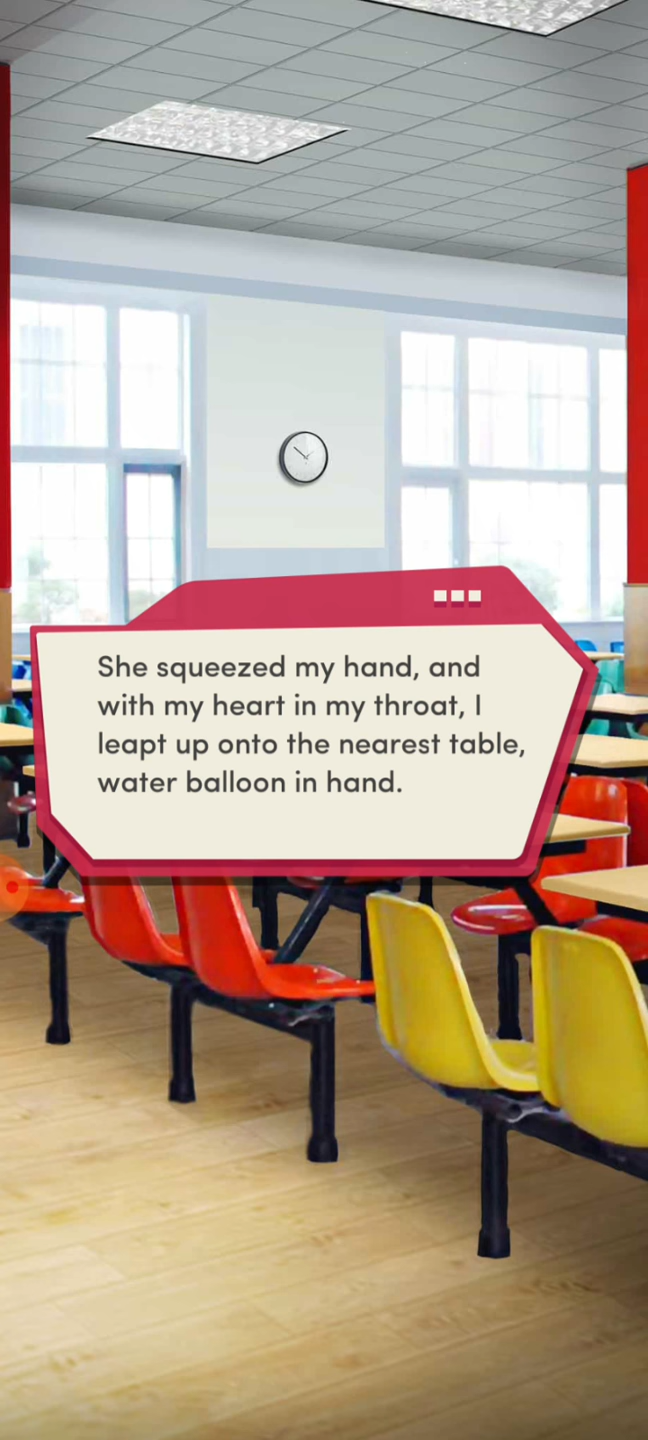 She squeezed my hand, and
with my heart in my throat, I
leapt up onto the nearest table,
water balloon in hand.